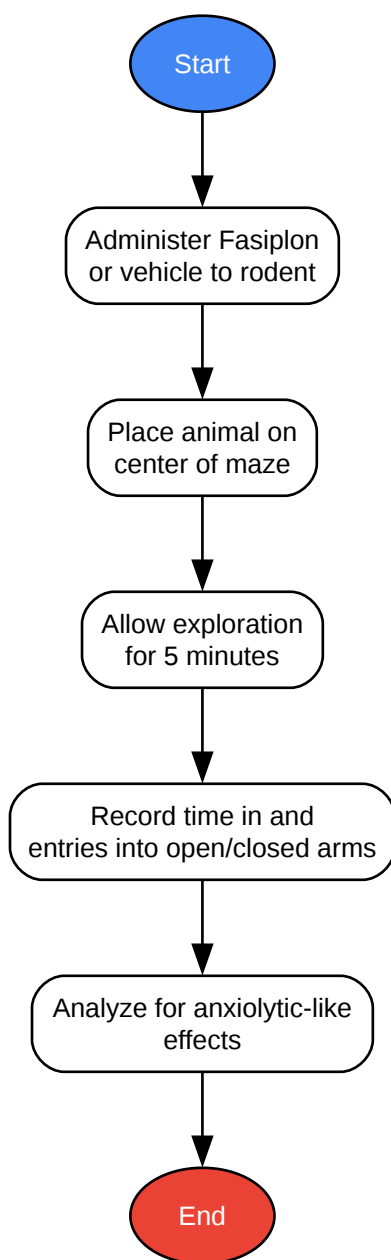 Start
Administer Fasiplon
or vehicle to rodent
Place animal on
center of maze
Allow exploration
for 5 minutes
Record time in and
entries into open/closed arms
Analyze for anxiolytic-like
effects
End